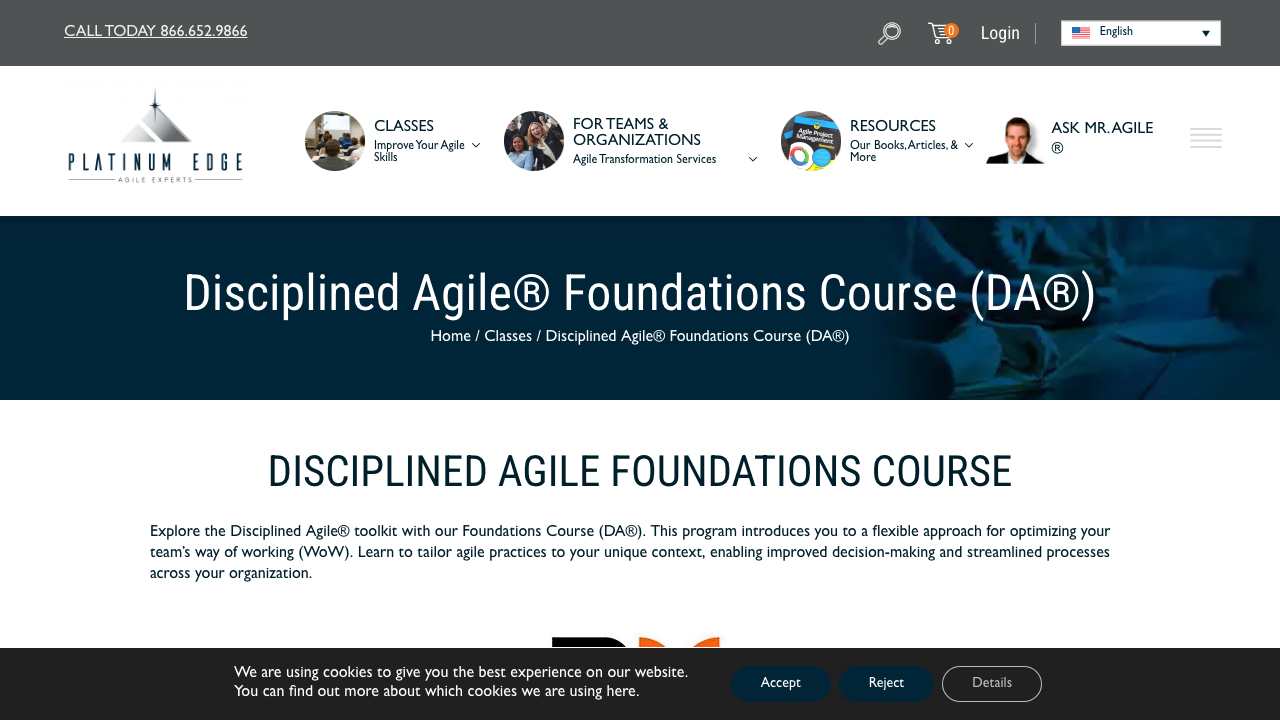 CALL TODAY 866.652.9866
0
Login
English
PLATINUM EDGE
AGILE EXPERTS
CLASSES
Improve Your Agile
Skills
FOR TEAMS &
ORGANIZATIONS
Agile Transformation Services
Agile Project
Management
RESOURCES
Our Books, Articles, &
More
ASK MR. AGILE
®
Disciplined Agile® Foundations Course (DA®)
Home / Classes / Disciplined Agile® Foundations Course (DA®)
DISCIPLINED AGILE FOUNDATIONS COURSE
Explore the Disciplined Agile® toolkit with our Foundations Course (DA®). This program introduces you to a flexible approach for optimizing your
team's way of working (WoW). Learn to tailor agile practices to your unique context, enabling improved decision-making and streamlined processes
across your organization.
We are using cookies to give you the best experience on our website.
You can find out more about which cookies we are using here.
Accept
Reject
Details